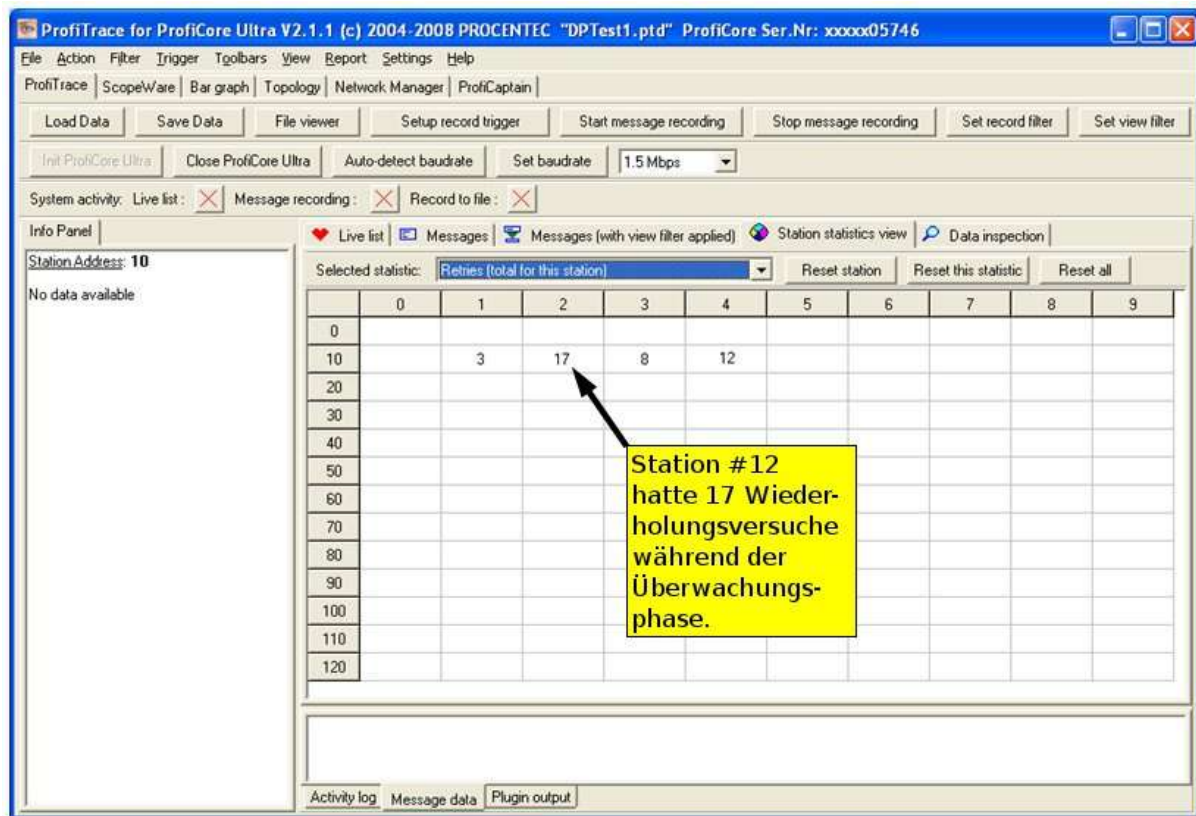 ProfiTrace for ProfiCore Ultra V2.1.1 (c) 2004-2008 PROCENTEC "DPTest1.ptd" ProfiCore Ser.Nr: xxxxx05746
File Action Filter Trigger Toolbars View Report Settings Help
ProfiTrace ScopeWare Bar graph Topology Network Manager ProfiCaptain
Load Data Save Data File viewer Setup record trigger Start message recording Stop message recording Set record filter Set view filter
Init ProfiCore Ultra Close ProfiCore Ultra Auto-detect baudrate Set baudrate 1.5 Mbps
System activity: Live list : Message recording : Record to file :
Info Panel
Station Address: 10
No data available
Live list Messages Messages (with view filter applied) Station statistics view Data inspection
Selected statistic: Retries (total for this station) Reset station Reset this statistic Reset all
0 1 2 3 4 5 6 7 8 9
0
10 3 17 8 12
20
30
40
50
60
70
80
90
100
110
120
Station #12
hatte 17 Wieder-
holungsversuche
während der
Überwachungs-
phase.
Activity log Message data Plugin output